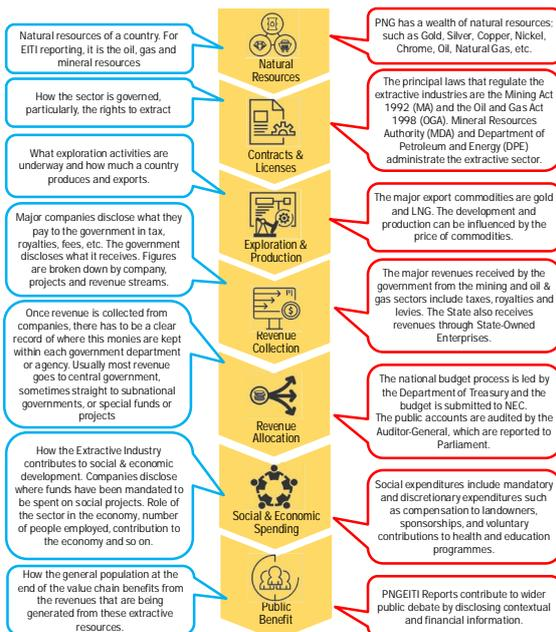 Natural resources of a country. For
EITI reporting, it is the oil, gas and
mineral resources
Natural
Resources
PNG has a wealth of natural resources;
such as Gold, Silver, Copper, Nickel,
Chrome, Oil, Natural Gas, etc.
How the sector is governed,
particularly, the rights to extract
Contracts &
Licenses
The principal laws that regulate the
extractive industries are the Mining Act
1992 (MA) and the Oil and Gas Act
1998 (OGA). Mineral Resources
Authority (MDA) and Department of
Petroleum and Energy (DPE)
administrate the extractive sector.
What exploration activities are
underway and how much a country
produces and exports.
Exploration &
Production
The major export commodities are gold
and LNG. The development and
production can be influenced by the
price of commodities.
Major companies disclose what they
pay to the government in tax,
royalties, fees, etc. The government
discloses what it receives. Figures
are broken down by company,
projects and revenue streams.
Revenue
Collection
The major revenues received by the
government from the mining and oil &
gas sectors include taxes, royalties and
levies. The State also receives
revenues through State-Owned
Enterprises.
Once revenue is collected from
companies, there has to be a clear
record of where this monies are kept
within each government department
or agency. Usually most revenue
goes to central government,
sometimes straight to subnational
governments, or special funds or
projects
Revenue
Allocation
The national budget process is led by
the Department of Treasury and the
budget is submitted to NEC.
The public accounts are audited by the
Auditor-General, which are reported to
Parliament.
How the Extractive Industry
contributes to social & economic
development. Companies disclose
where funds have been mandated to
be spent on social projects. Role of
the sector in the economy, number
of people employed, contribution to
the economy and so on.
Social & Economic
Spending
Social expenditures include mandatory
and discretionary expenditures such
as compensation to landowners,
sponsorships, and voluntary
contributions to health and education
programmes.
How the general population at the
end of the value chain benefits from
the revenues that are being
generated from these extractive
resources.
Public
Benefit
PNGEITI Reports contribute to wider
public debate by disclosing contextual
and financial information.